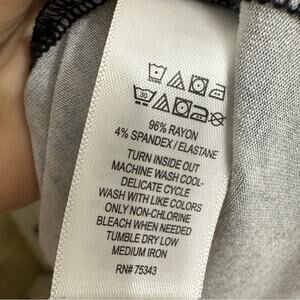 30
96% RAYON
4% SPANDEX / ELASTANE
TURN INSIDE OUT
MACHINE WASH COOL-
DELICATE CYCLE
WASH WITH LIKE COLORS
ONLY NON-CHLORINE
BLEACH WHEN NEEDED
TUMBLE DRY LOW
MEDIUM IRON
RN# 75343